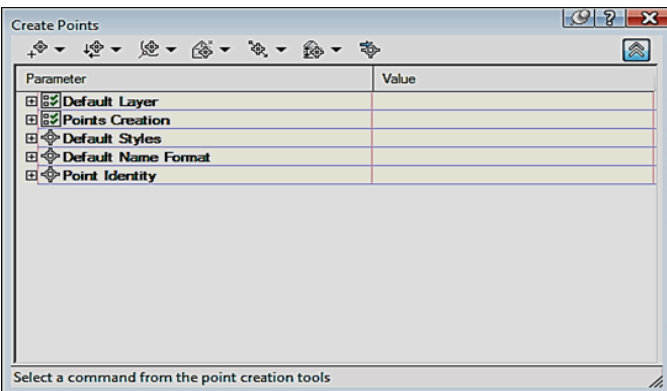 Create Points
Parameter Value
Default Layer
Points Creation
Default Styles
Default Name Format
Point Identity
Select a command from the point creation tools